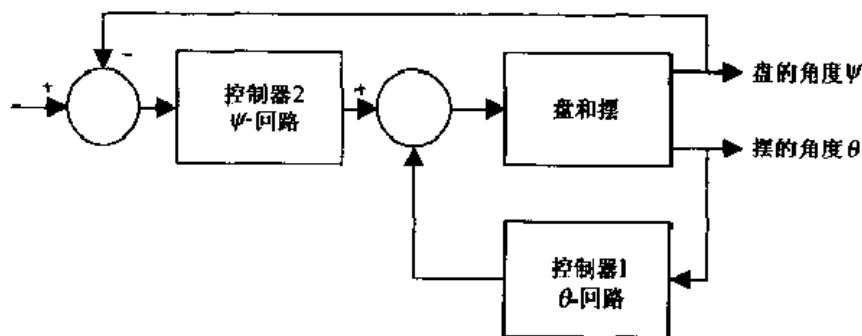 -
+
控制器2
ψ-回路
+
盘和摆
盘的角度ψ
摆的角度θ
控制器1
θ-回路